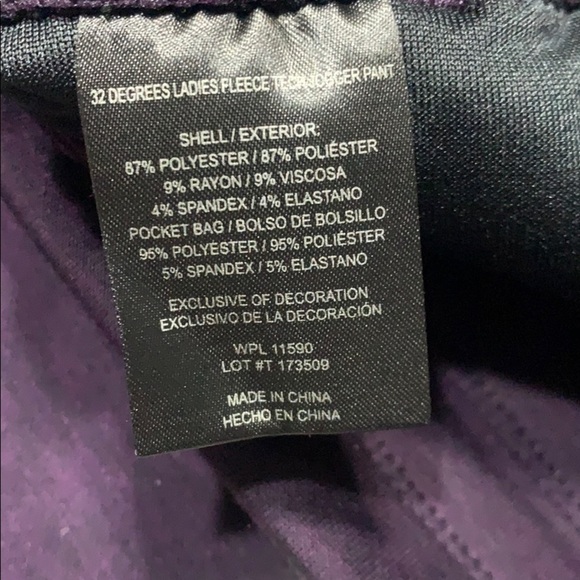 32 DEGREES LADIES FLEECE TECH JOGGER PANT
SHELL / EXTERIOR:
87% POLYESTER / 87% POLIÉSTER
9% RAYON / 9% VISCOSA
4% SPANDEX / 4% ELASTANO
POCKET BAG / BOLSO DE BOLSILLO
95% POLYESTER / 95% POLIÉSTER
5% SPANDEX / 5% ELASTANO
EXCLUSIVE OF DECORATION
EXCLUSIVO DE LA DECORACIÓN
WPL 11590
LOT #T 173509
MADE IN CHINA
HECHO EN CHINA